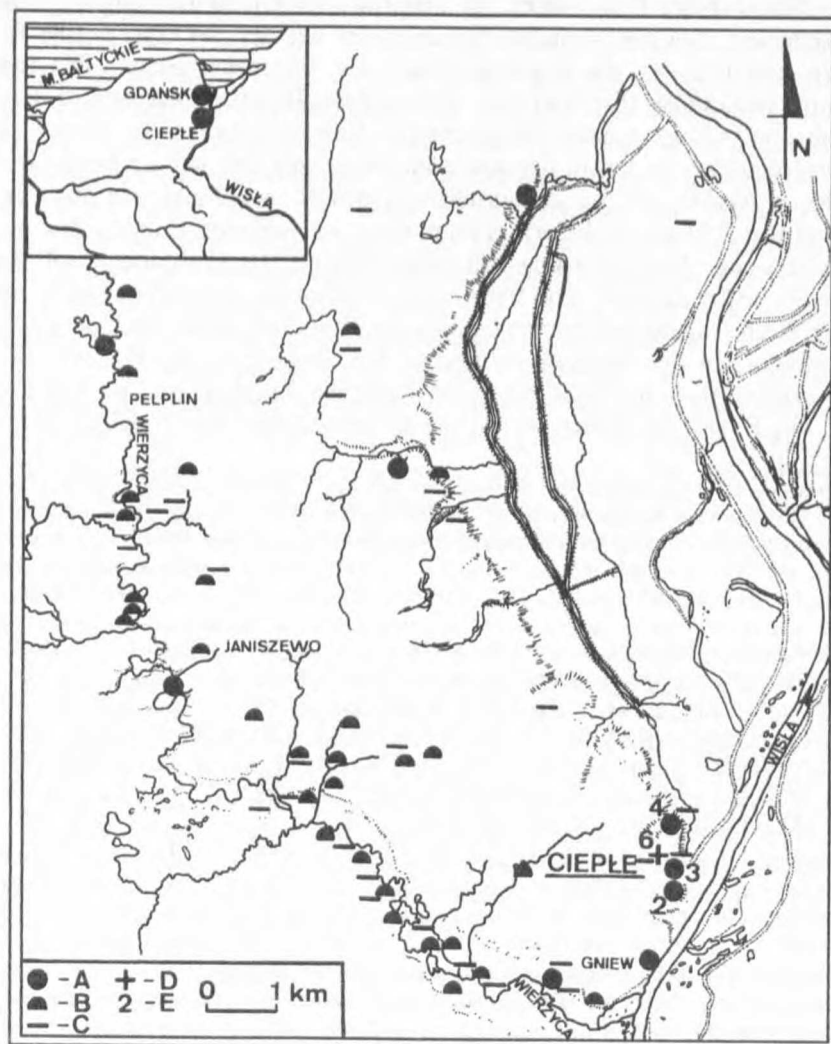 M. BAŁTYCKIE
GDAŃSK
CIEPŁE
WISŁA
N
PELPLIN
WIERZYCA
JANISZEWO
WISŁA
4
6
CIEPŁE
3
2
GNIEW
WIERZYCA
-A
-B
-C
+ -D
2 -E
0 1 km